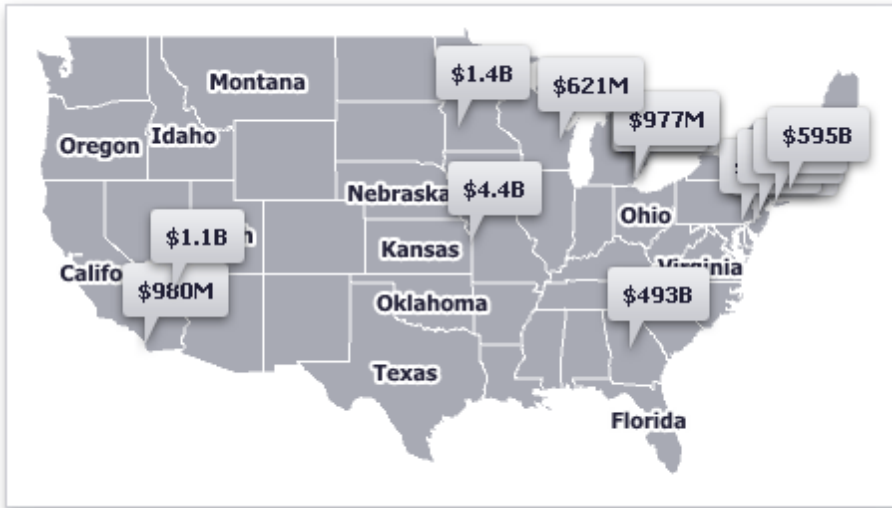 $1.4B
$621M
Montana
$977M
$595B
Idaho
Oregon
Nebraska
$4.4B
Ohio
$1.1B
Kansas
Virginia
$980M
$493B
Oklahoma
Texas
Florida